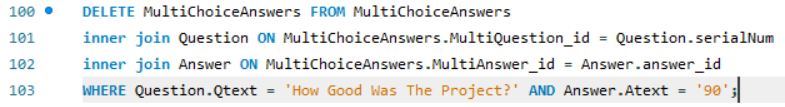 100 DELETE MultiChoiceAnswers FROM MultiChoiceAnswers
101 inner join Question ON MultiChoiceAnswers.MultiQuestion_id = Question.serialNum
102 inner join Answer ON MultiChoiceAnswers.MultiAnswer_id = Answer.answer_id
103 WHERE Question.Qtext = 'How Good Was The Project?' AND Answer.Atext = '90';